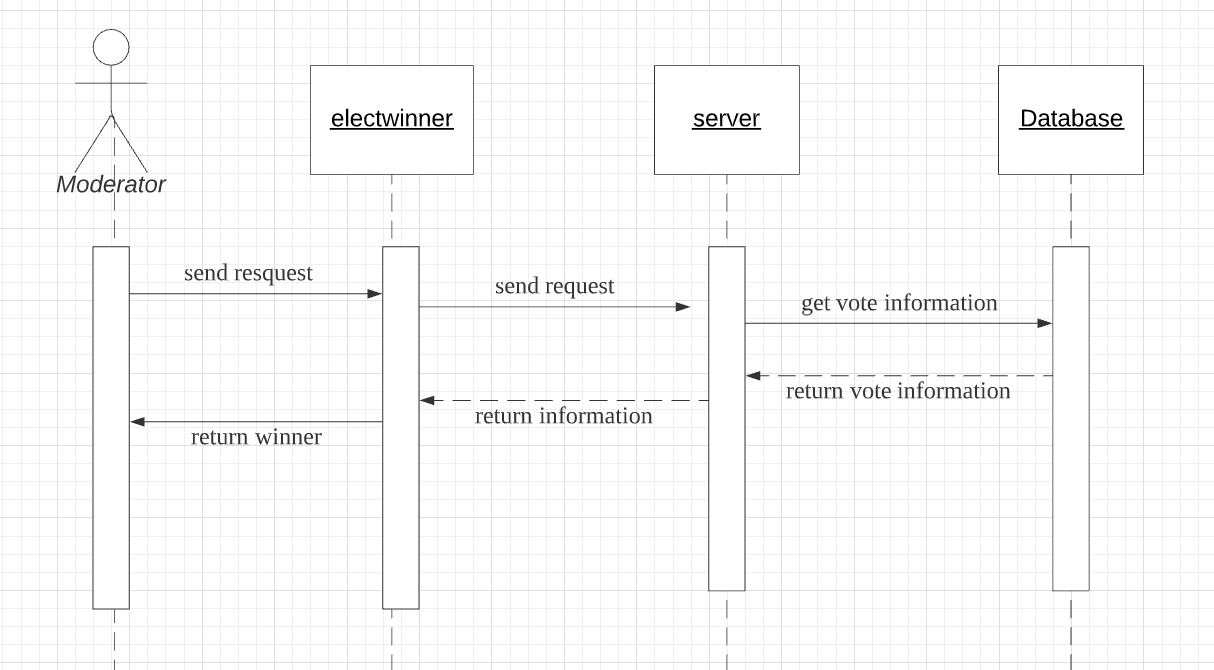 electwinner
server
Database
Moderator
send resquest
send request
get vote information
return vote information
return information
return winner